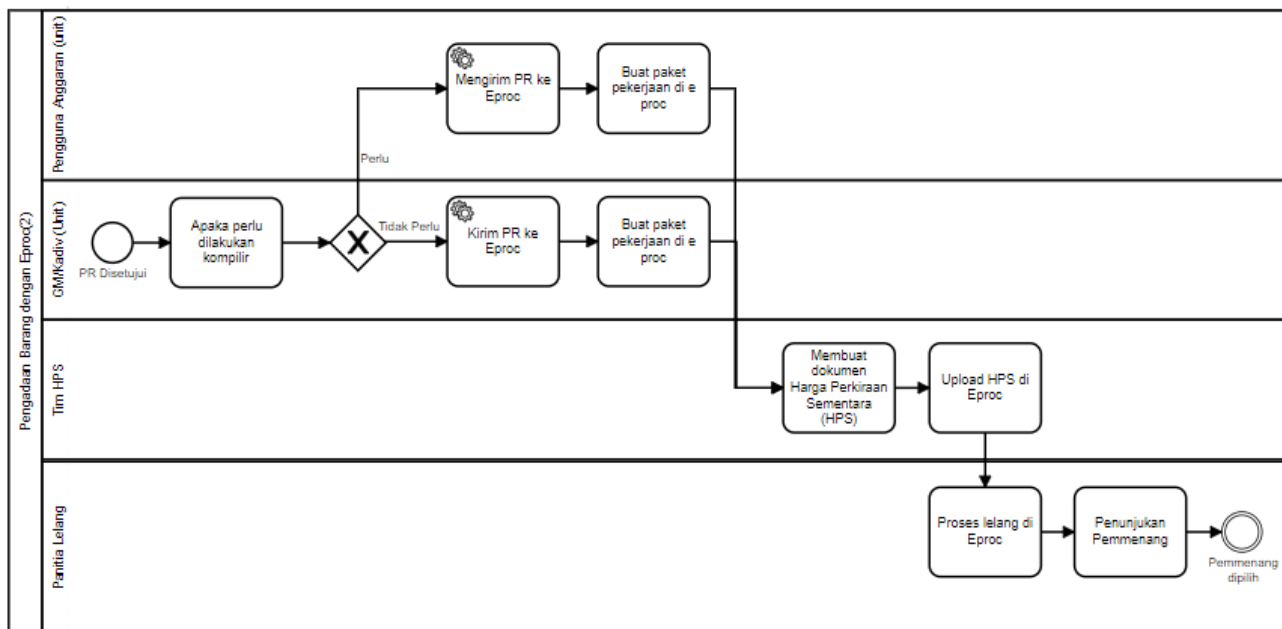 Pengadaan Barang dengan Eproc(2)
Pengguna Anggaran (unit)
Mengirim PR ke
Eproc
Buat paket
pekerjaan di e
proc
Perlu
GM/Kadiv (Unit)
PR Disetujui
Apaka perlu
dilakukan
kompilir
Tidak Perlu
Kirim PR ke
Eproc
Buat paket
pekerjaan di e
proc
Tim HPS
Membuat
dokumen
Harga Perkiraan
Sementara
(HPS)
Upload HPS di
Eproc
Panitia Lelang
Proses lelang di
Eproc
Penunjukan
Pemmenang
Pemmenang
dipilih